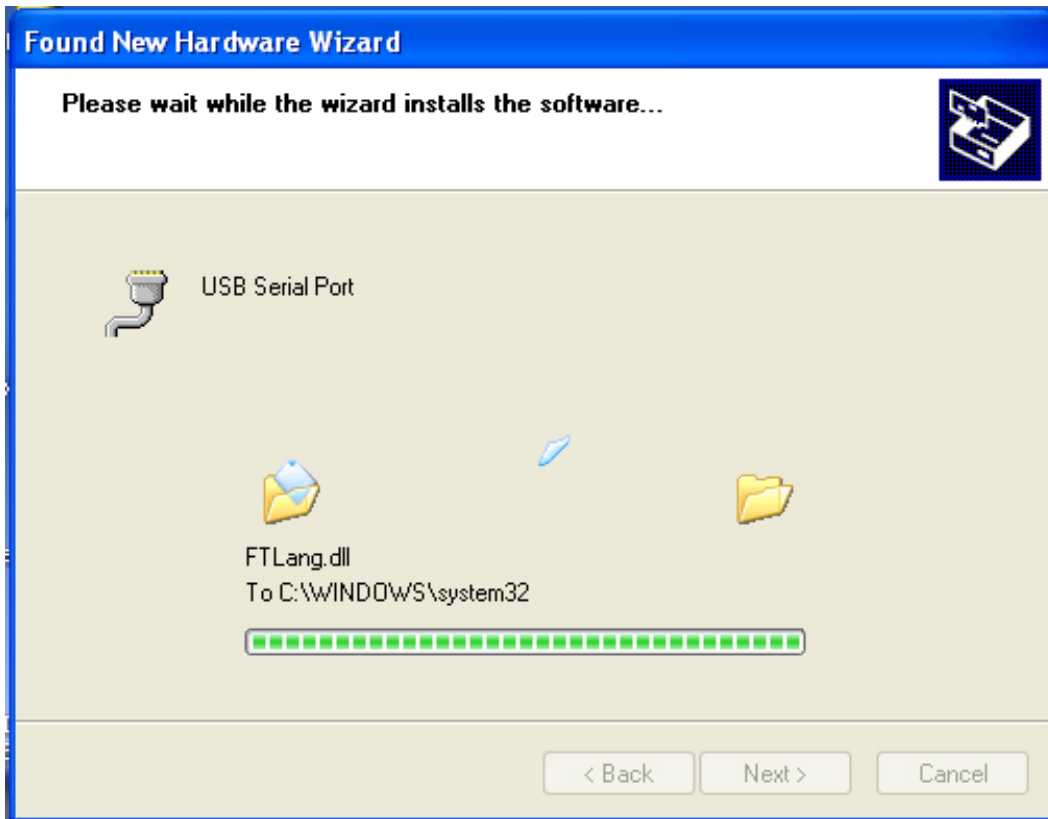 Found New Hardware Wizard
Please wait while the wizard installs the software...
USB Serial Port
FTLang.dll
To C:\WINDOWS\system32
< Back
Next >
Cancel